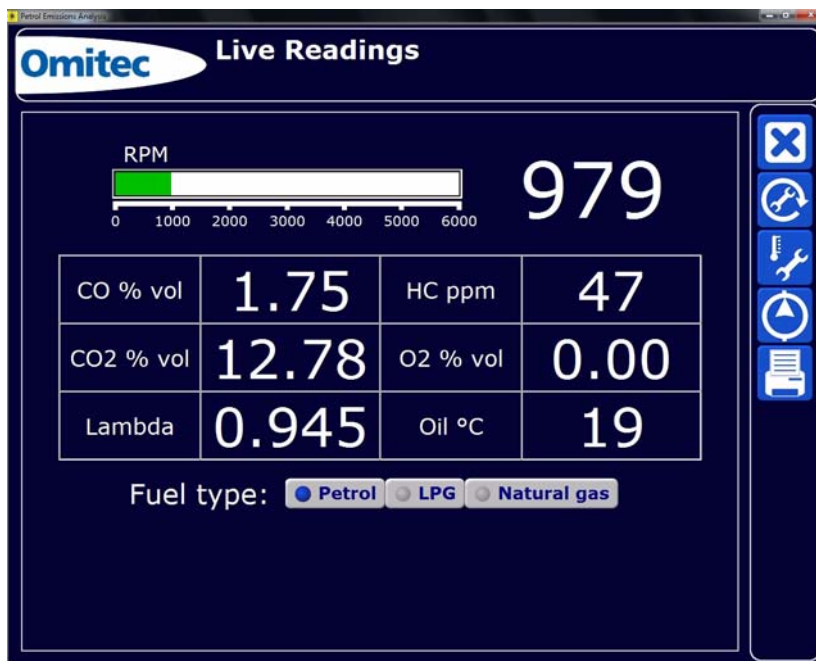 Petrol Emissions Analysis
Omitec
Live Readings
RPM
979
0 1000 2000 3000 4000 5000 6000
CO % vol 1.75 HC ppm 47
CO2 % vol 12.78 O2 % vol 0.00
Lambda 0.945 Oil °C 19
Fuel type: Petrol LPG Natural gas